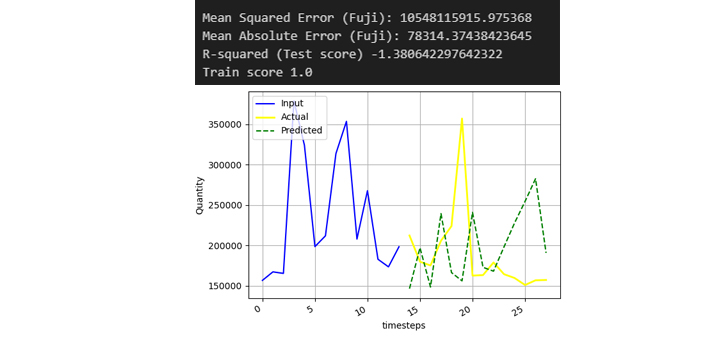 Mean Squared Error (Fuji): 10548115915.975368
Mean Absolute Error (Fuji): 78314.37438423645
R-squared (Test score) -1.380642297642322
Train score 1.0
Input
Actual
Predicted
350000
300000
250000
200000
150000
Quantity
0
5
10
15
20
25
timesteps